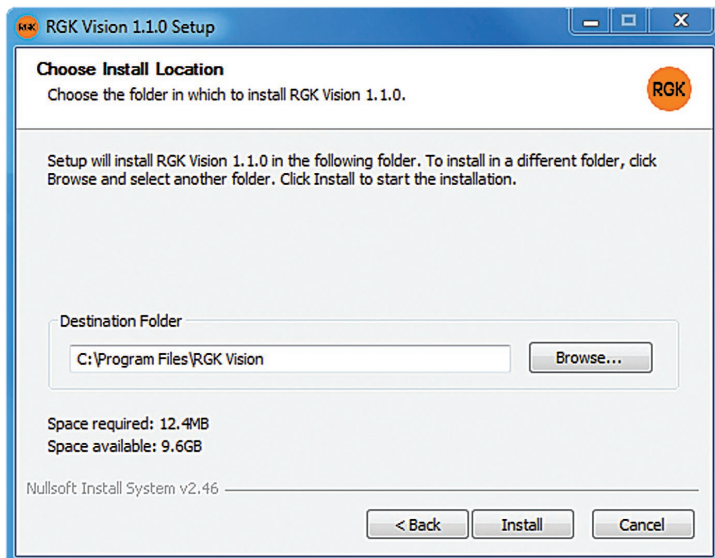 RGK RGK Vision 1.1.0 Setup
Choose Install Location
Choose the folder in which to install RGK Vision 1.1.0.
RGK
Setup will install RGK Vision 1.1.0 in the following folder. To install in a different folder, click
Browse and select another folder. Click Install to start the installation.
Destination Folder
C:\Program Files\RGK Vision
Browse...
Space required: 12.4MB
Space available: 9.6GB
Nullsoft Install System v2.46
< Back Install Cancel